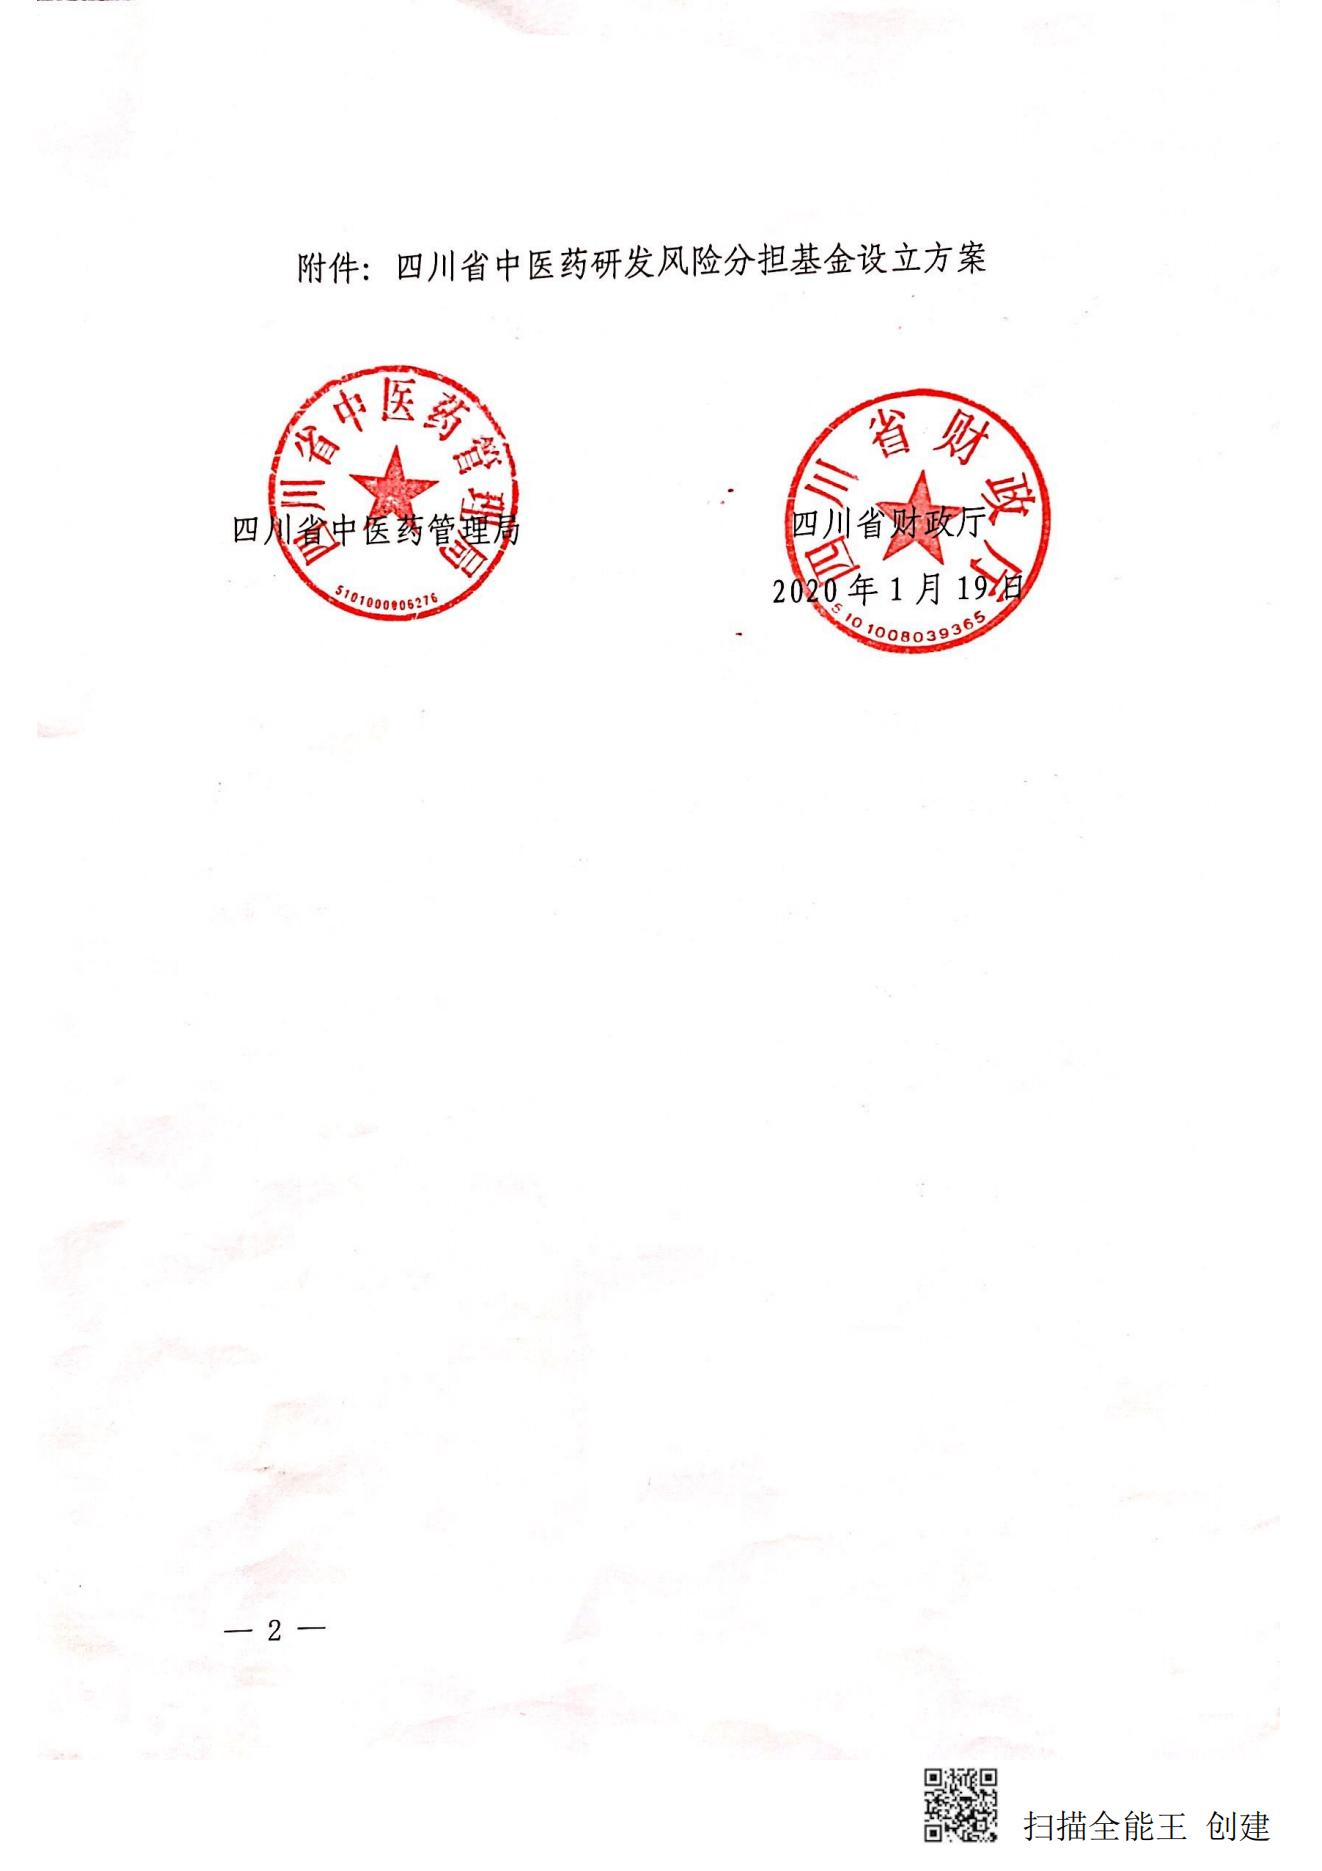 附件：四川省中医药研发风险分担基金设立方案
四川省中医药管理局
5101000906276
四川省财政厅
5101008039365
四川省中医药管理局
四川省财政厅
2020年1月19日
— 2 —
扫描全能王 创建